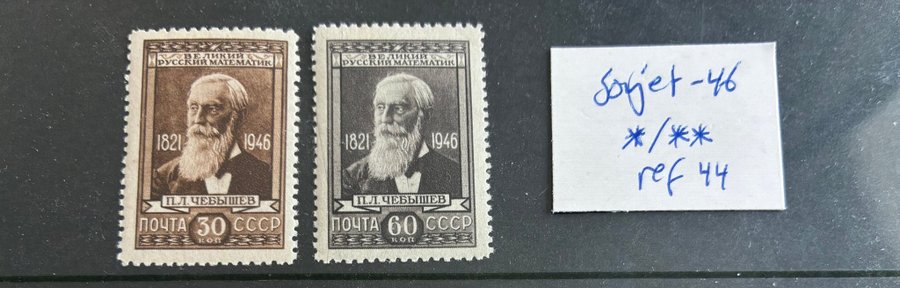 ВЕЛИКИЙ
РУССКИЙ МАТЕМАТИК
1821 1946
П.Л. ЧЕБЫШЕВ
ПОЧТА 30 СССР
КОП
ВЕЛИКИЙ
РУССКИЙ МАТЕМАТИК
1821 1946
П.Л. ЧЕБЫШЕВ
ПОЧТА 60 СССР
КОП
Sovjet -46
*/**
ref 44